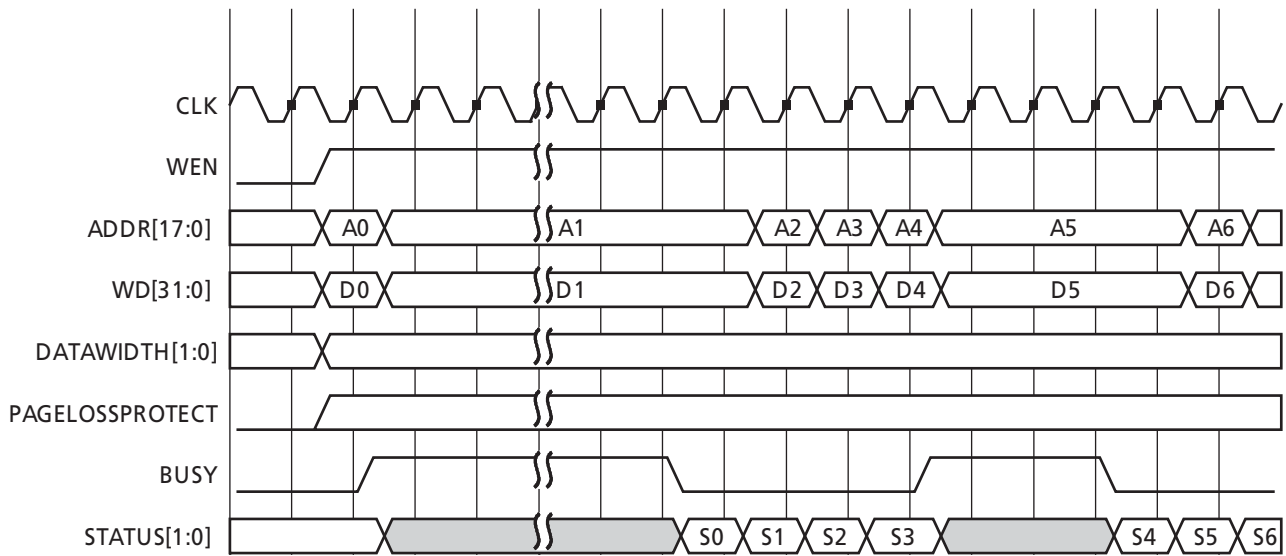 CLK
WEN
ADDR[17:0] A0 A1 A2 A3 A4 A5 A6
WD[31:0] D0 D1 D2 D3 D4 D5 D6
DATAWIDTH[1:0]
PAGELOSSPROTECT
BUSY
STATUS[1:0] S0 S1 S2 S3 S4 S5 S6